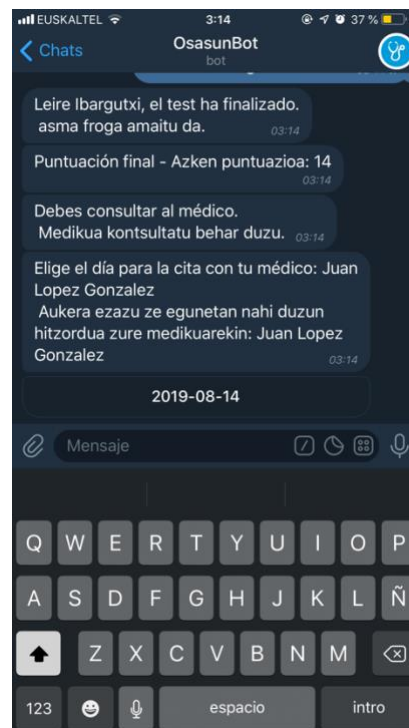 EUSKALTEL 3:14 37 %
Chats OsasunBot
bot
Leire Ibargutxi, el test ha finalizado.
asma froga amaitu da. 03:14
Puntuación final - Azken puntuazioa: 14
03:14
Debes consultar al médico.
Medikua kontsultatu behar duzu. 03:14
Elige el día para la cita con tu médico: Juan
Lopez Gonzalez
Aukera ezazu ze egunetan nahi duzun
hitzordua zure medikuarekin: Juan Lopez
Gonzalez 03:14
2019-08-14
Mensaje
Q W E R T Y U I O P
A S D F G H J K L Ñ
Z X C V B N M
123 espacio intro